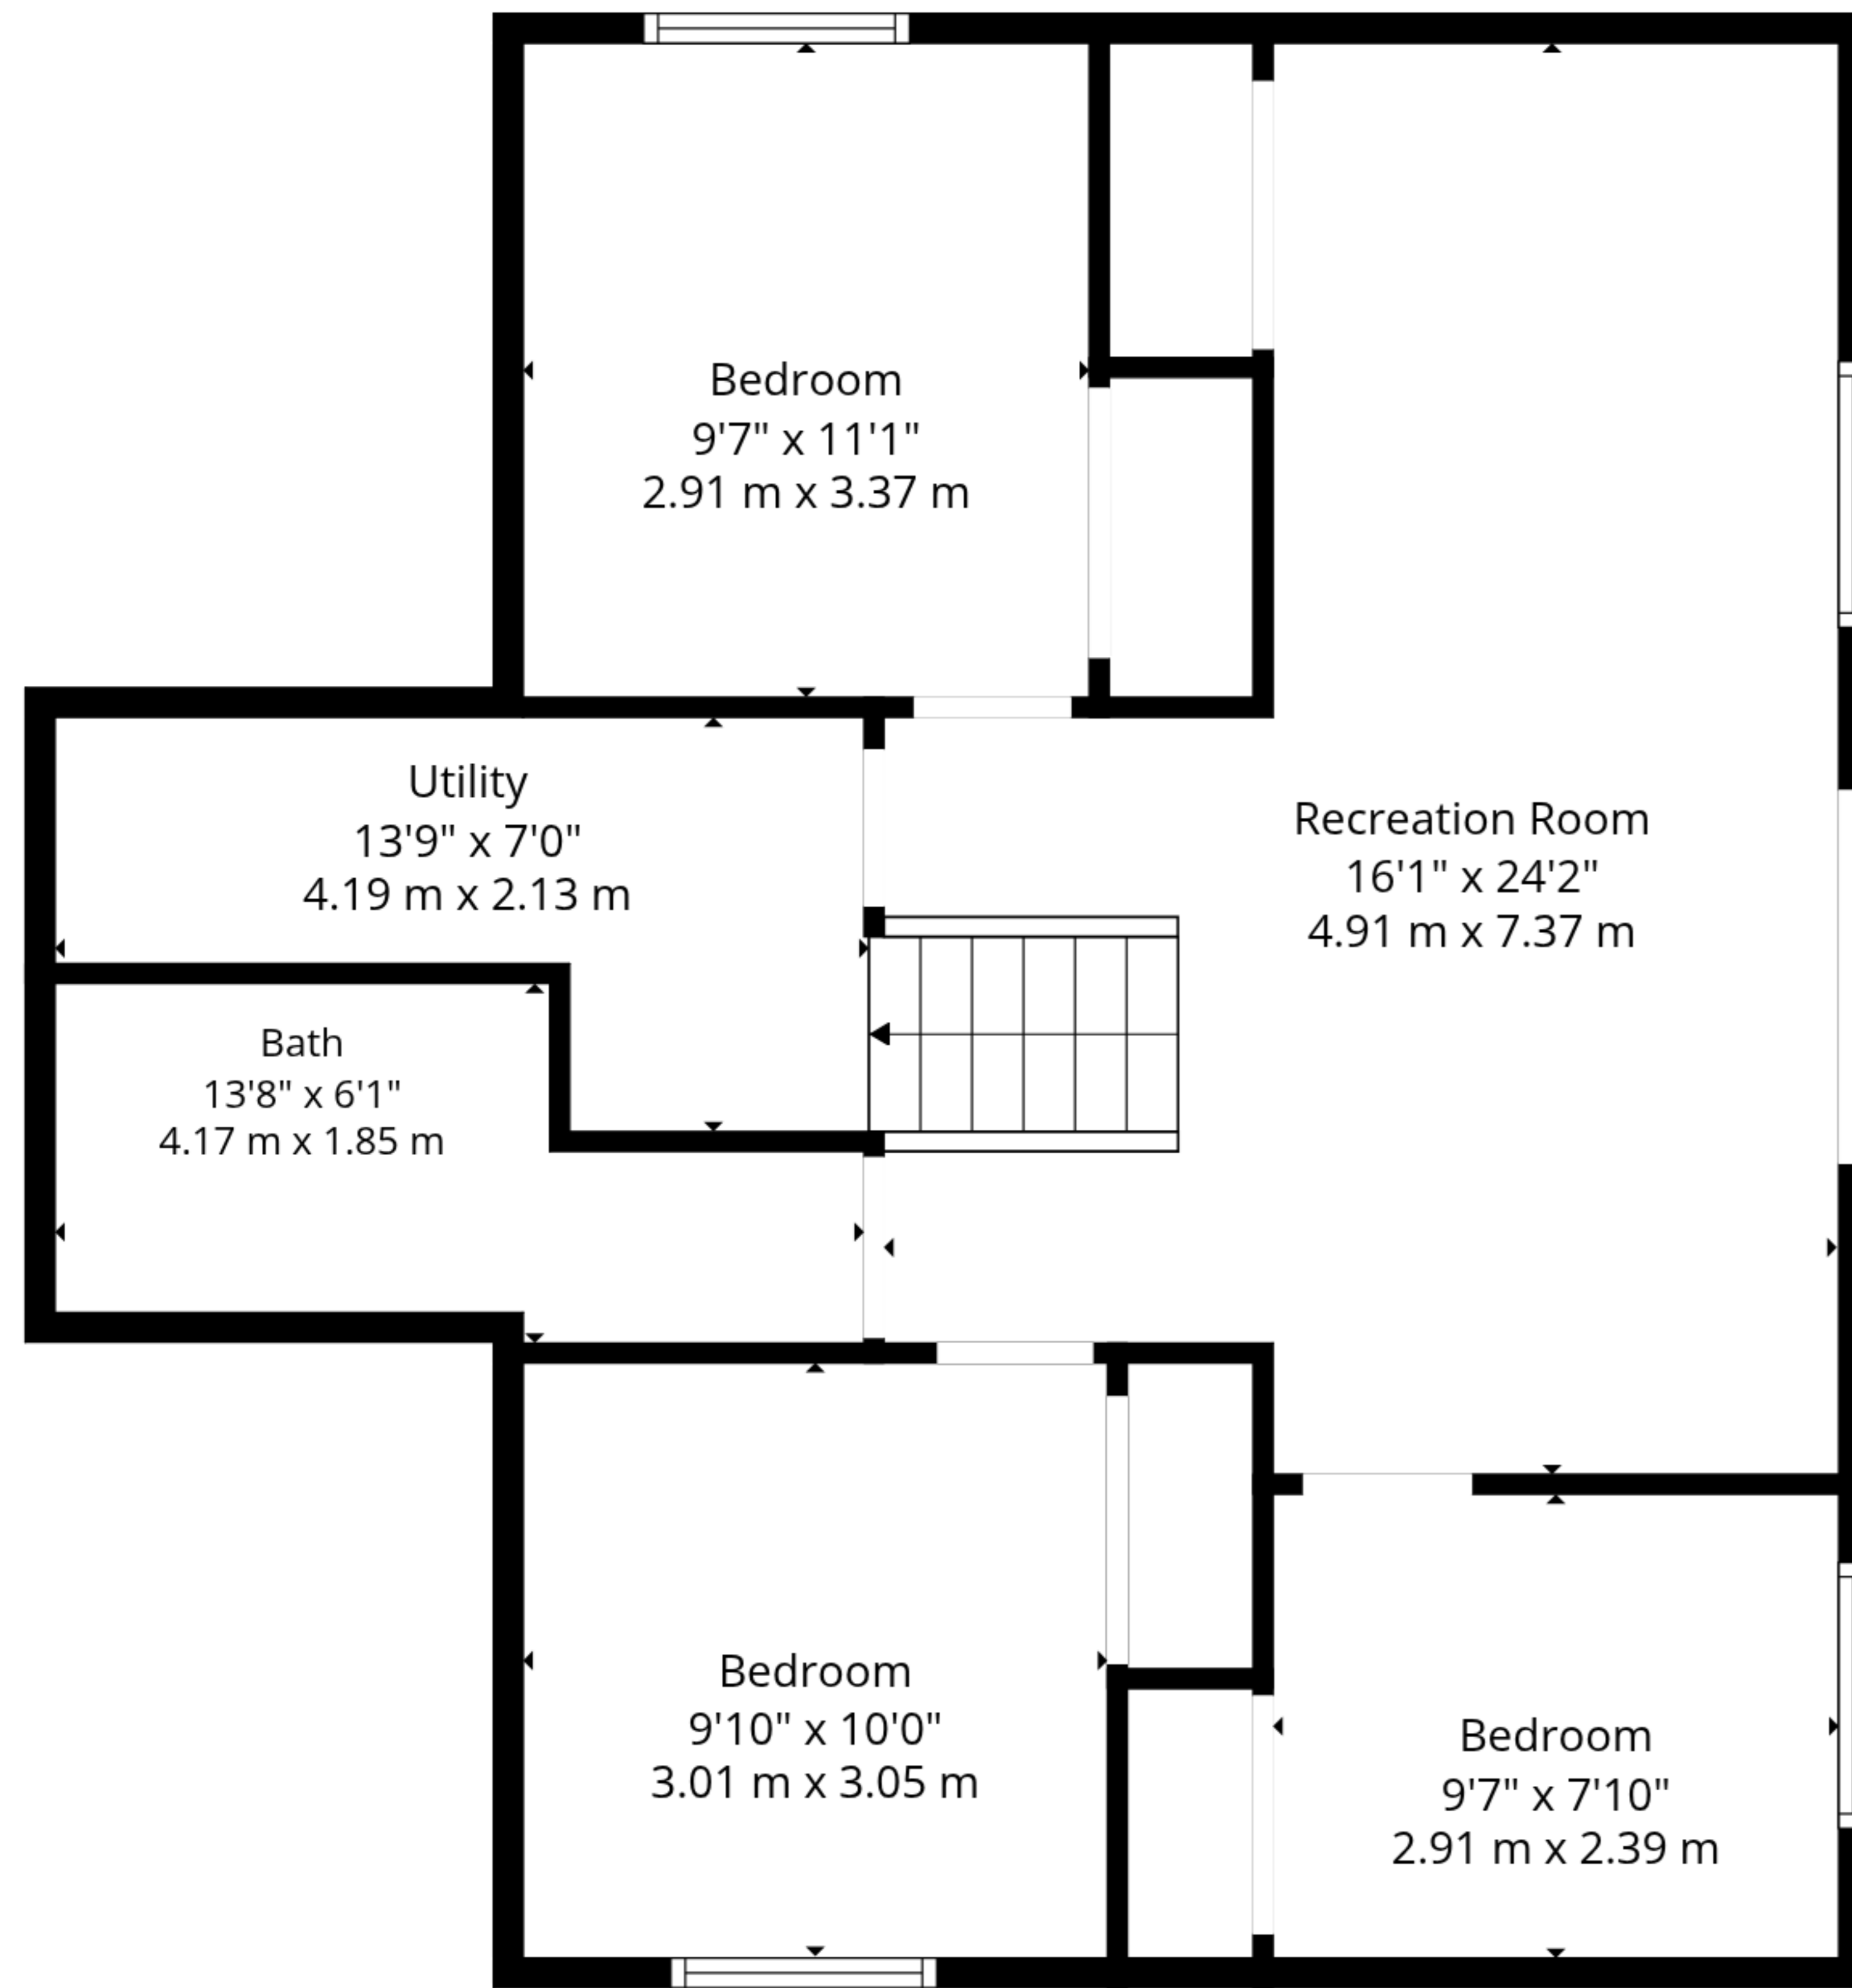 Bedroom
9'7" x 11'1"
2.91 m x 3.37 m
Utility
13'9" x 7'0"
4.19 m x 2.13 m
Recreation Room
16'1" x 24'2"
4.91 m x 7.37 m
Bath
13'8" x 6'1"
4.17 m x 1.85 m
Bedroom
9'10" x 10'0"
3.01 m x 3.05 m
Bedroom
9'7" x 7'10"
2.91 m x 2.39 m